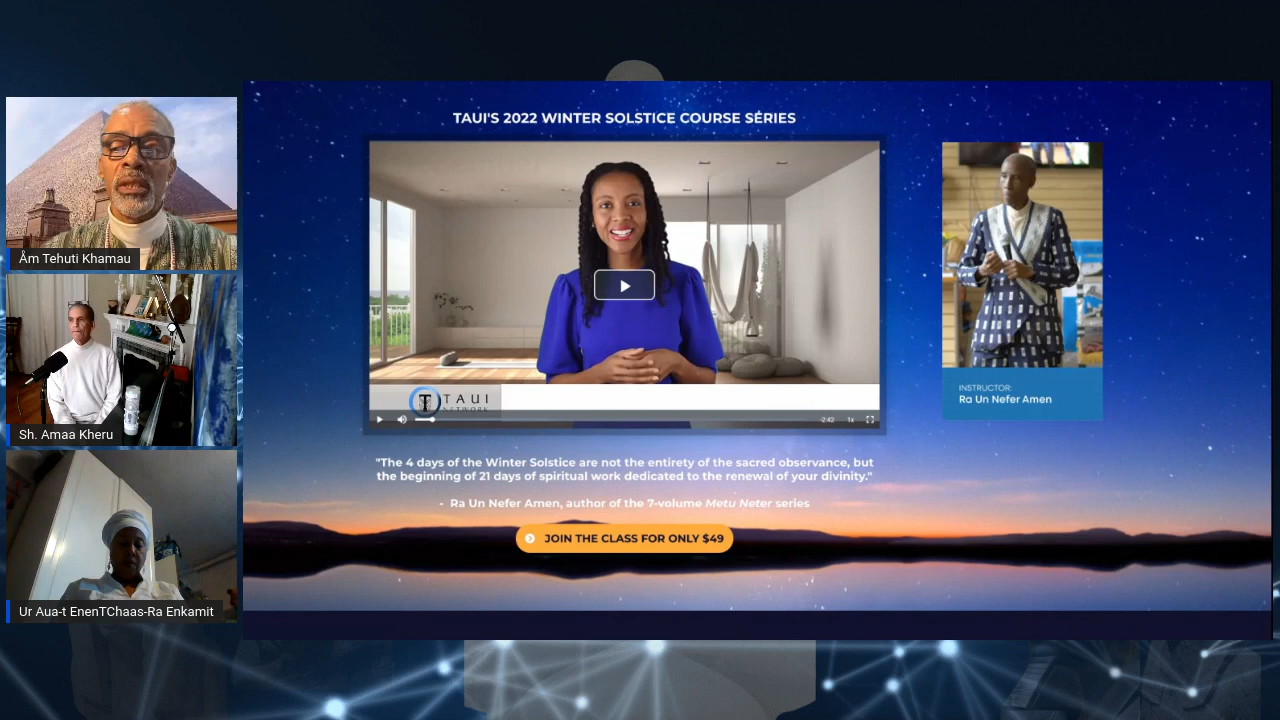 TAUI'S 2022 WINTER SOLSTICE COURSE SERIES
Åm Tehuti Khamau
Sh. Amaa Kheru
Ur Aua-t EnenTChaas-Ra Enkamit
TAUI
NETWORK
-2:42 1x
INSTRUCTOR:
Ra Un Nefer Amen
"The 4 days of the Winter Solstice are not the entirety of the sacred observance, but
the beginning of 21 days of spiritual work dedicated to the renewal of your divinity."
- Ra Un Nefer Amen, author of the 7-volume Metu Neter series
JOIN THE CLASS FOR ONLY $49